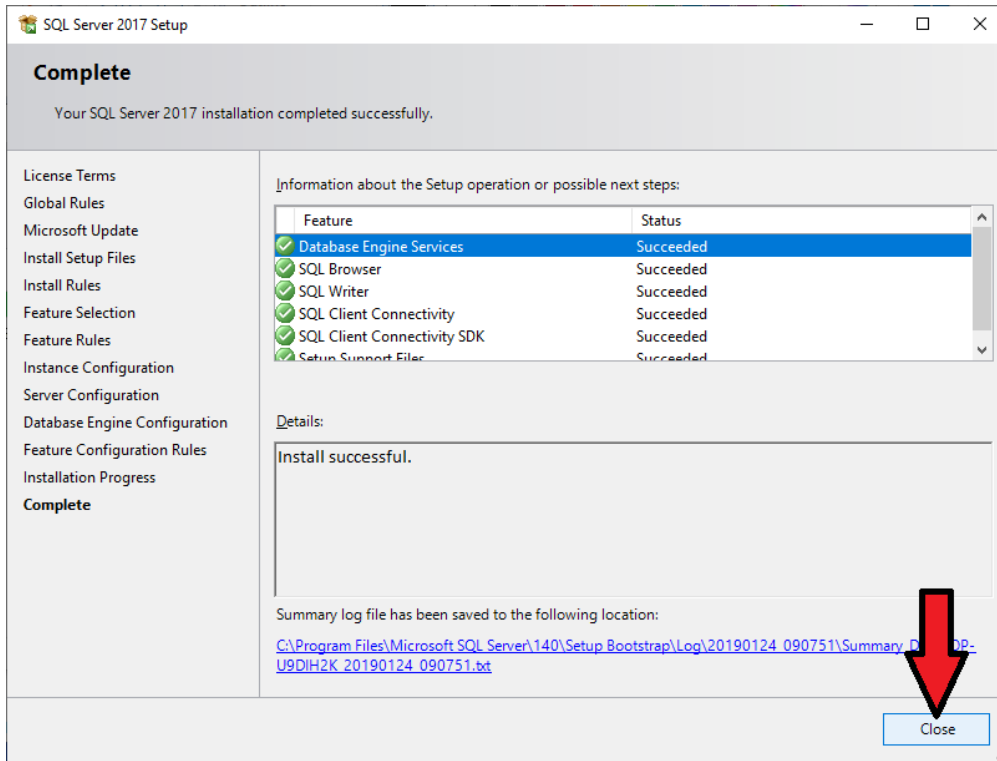 SQL Server 2017 Setup
Complete
Your SQL Server 2017 installation completed successfully.
License Terms
Global Rules
Microsoft Update
Install Setup Files
Install Rules
Feature Selection
Feature Rules
Instance Configuration
Server Configuration
Database Engine Configuration
Feature Configuration Rules
Installation Progress
Complete
Information about the Setup operation or possible next steps:
Feature Status
Database Engine Services Succeeded
SQL Browser Succeeded
SQL Writer Succeeded
SQL Client Connectivity Succeeded
SQL Client Connectivity SDK Succeeded
Setup Support Files Succeeded
Details:
Install successful.
Summary log file has been saved to the following location:
C:\Program Files\Microsoft SQL Server\140\Setup Bootstrap\Log\20190124_090751\Summary_D OP-
U9DIH2K_20190124_090751.txt
Close